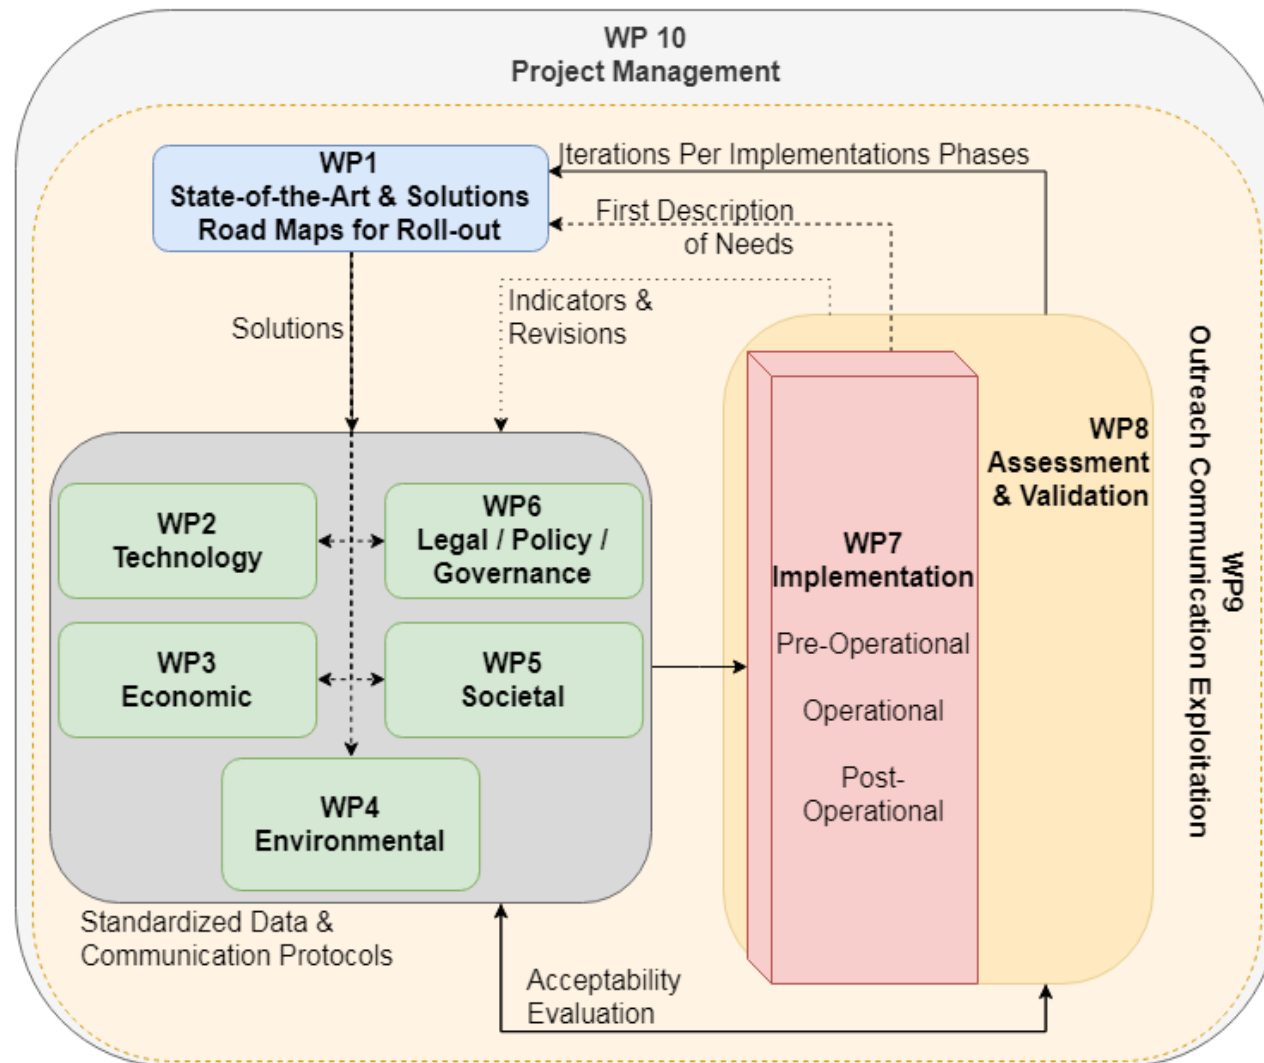 WP 10
Project Management
WP1
State-of-the-Art & Solutions
Road Maps for Roll-out
Iterations Per Implementations Phases
First Description
of Needs
Indicators &
Revisions
Solutions
WP2
Technology
WP6
Legal / Policy /
Governance
WP3
Economic
WP5
Societal
WP4
Environmental
Standardized Data &
Communication Protocols
Acceptability
Evaluation
WP7
Implementation
Pre-Operational
Operational
Post-
Operational
WP8
Assessment
& Validation
WP9
Outreach Communication Exploitation